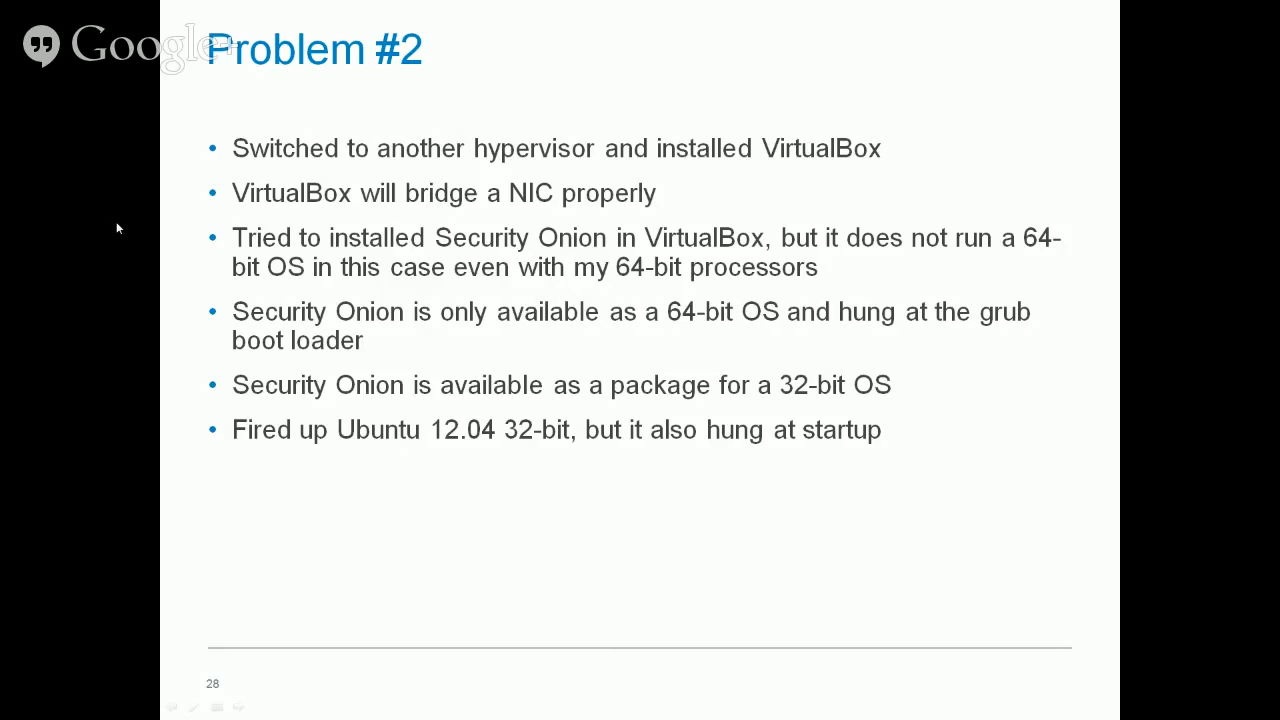 Google+
Problem #2
• Switched to another hypervisor and installed VirtualBox
• VirtualBox will bridge a NIC properly
• Tried to installed Security Onion in VirtualBox, but it does not run a 64-
bit OS in this case even with my 64-bit processors
• Security Onion is only available as a 64-bit OS and hung at the grub
boot loader
• Security Onion is available as a package for a 32-bit OS
• Fired up Ubuntu 12.04 32-bit, but it also hung at startup
28